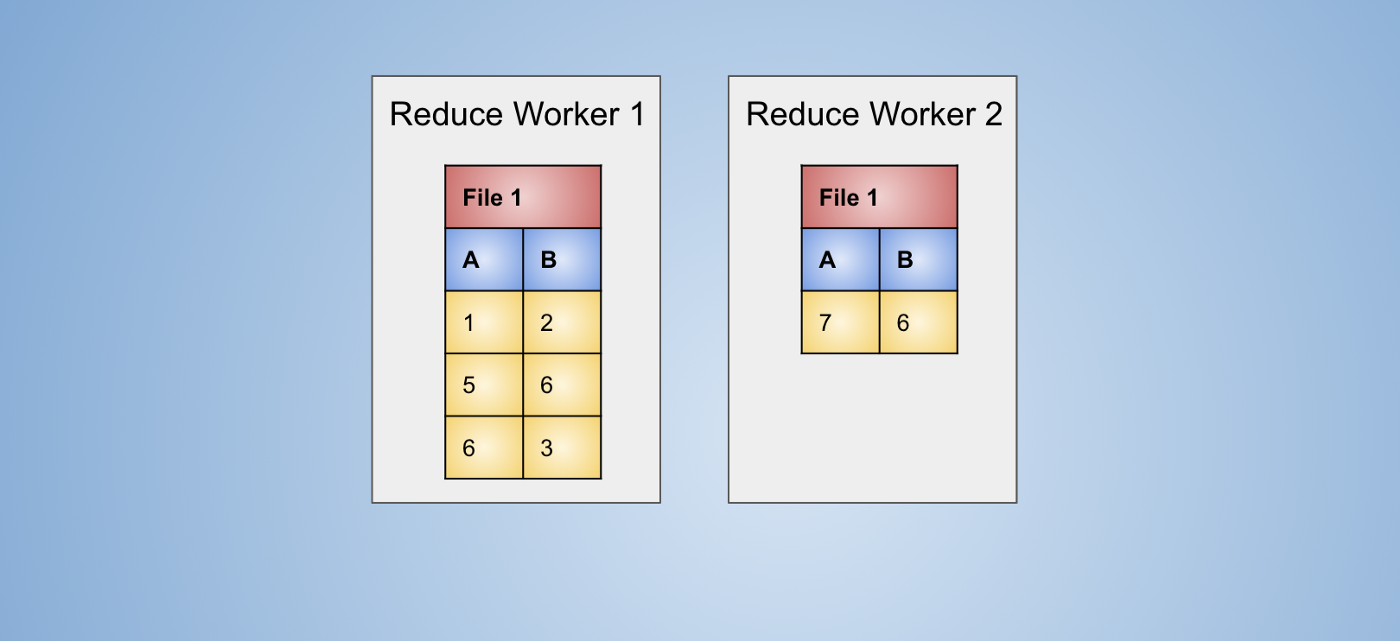 Reduce Worker 1
File 1
A B
1 2
5 6
6 3
Reduce Worker 2
File 1
A B
7 6